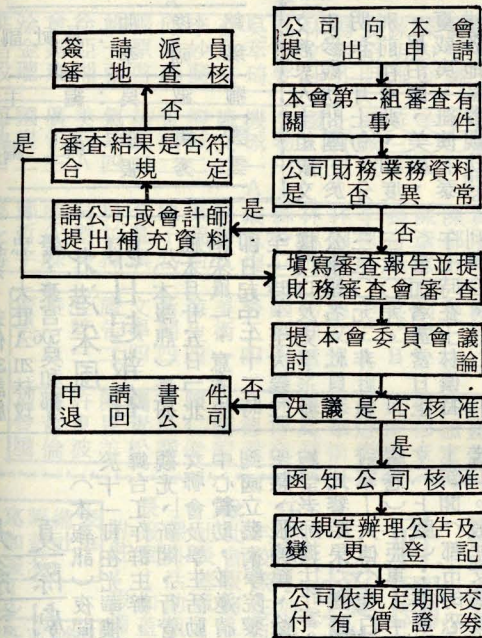 公司向本會
提出申請
本會第一組審查有
關事件
公司財務業務資料
是否異常
是
否
請公司或會計師
提出補充資料
審查結果是否符
合規定
否
簽請派員
審地查核
是
填寫審查報告並提
財務審查會審查
提本會委員會議
討論
決議是否核准
否
申請書件
退回公司
是
函知公司核准
依規定辦理公告及
變更登記
公司依規定期限交
付有價證券